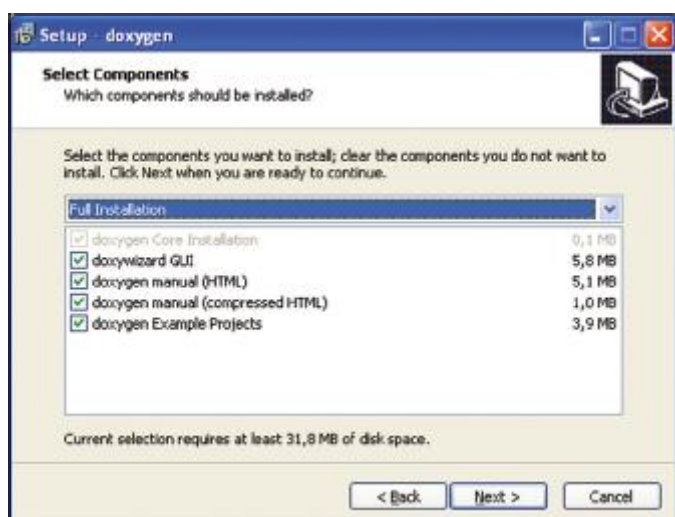 Setup - doxygen
Select Components
Which components should be installed?
Select the components you want to install; clear the components you do not want to
install. Click Next when you are ready to continue.
Full Installation
doxygen Core Installation 0,1 MB
doxywizard GUI 5,8 MB
doxygen manual (HTML) 5,1 MB
doxygen manual (compressed HTML) 1,0 MB
doxygen Example Projects 3,9 MB
Current selection requires at least 31,8 MB of disk space.
< Back Next > Cancel